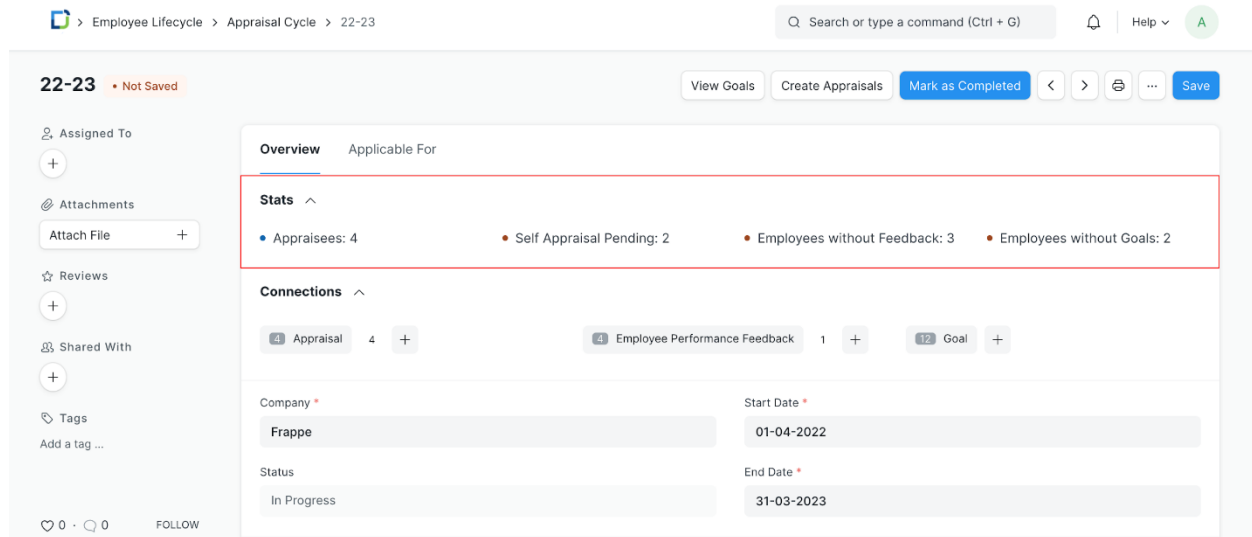 > Employee Lifecycle > Appraisal Cycle > 22-23
Search or type a command (Ctrl + G)
Help
A
22-23
• Not Saved
View Goals
Create Appraisals
Mark as Completed
...
Save
Assigned To
+
Attachments
Attach File +
Reviews
+
Shared With
+
Tags
Add a tag ...
0 · 0
FOLLOW
Overview
Applicable For
Stats
• Appraisees: 4
• Self Appraisal Pending: 2
• Employees without Feedback: 3
• Employees without Goals: 2
Connections
4 Appraisal 4 +
4 Employee Performance Feedback 1 +
12 Goal +
Company *
Frappe
Start Date *
01-04-2022
Status
In Progress
End Date *
31-03-2023